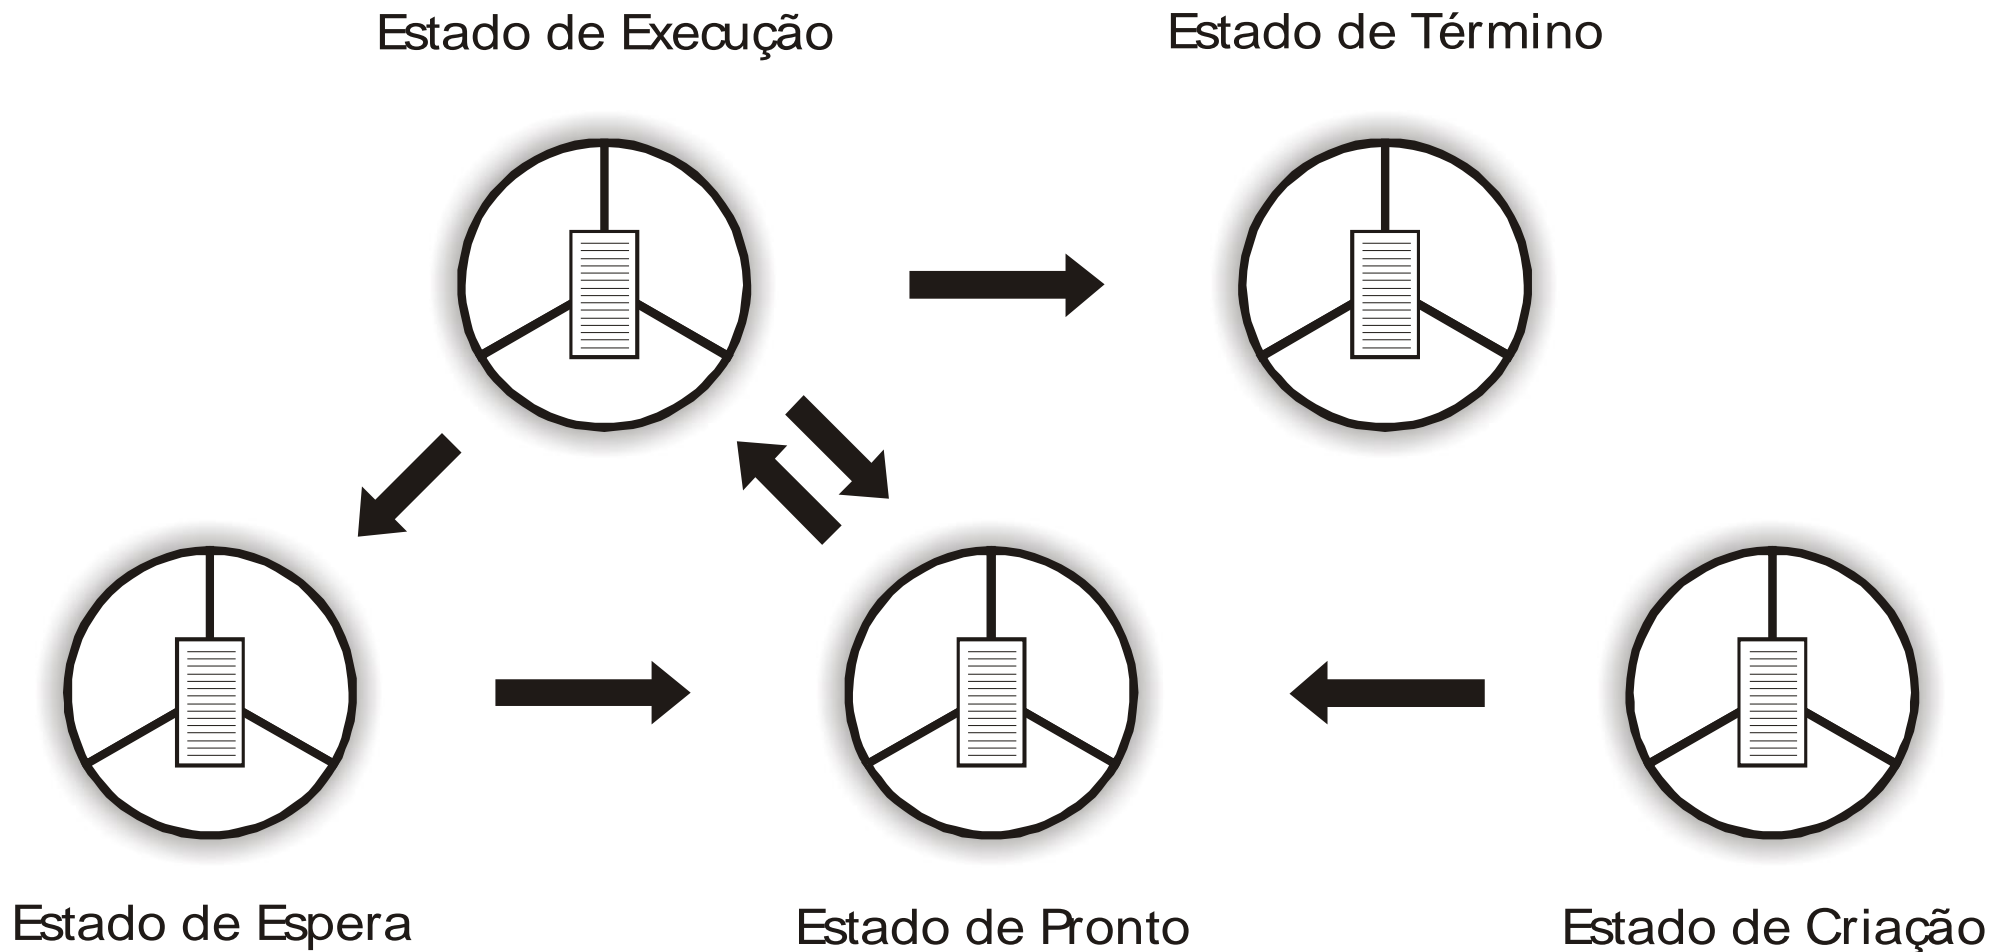 Estado de Execução
Estado de Término
Estado de Espera
Estado de Pronto
Estado de Criação